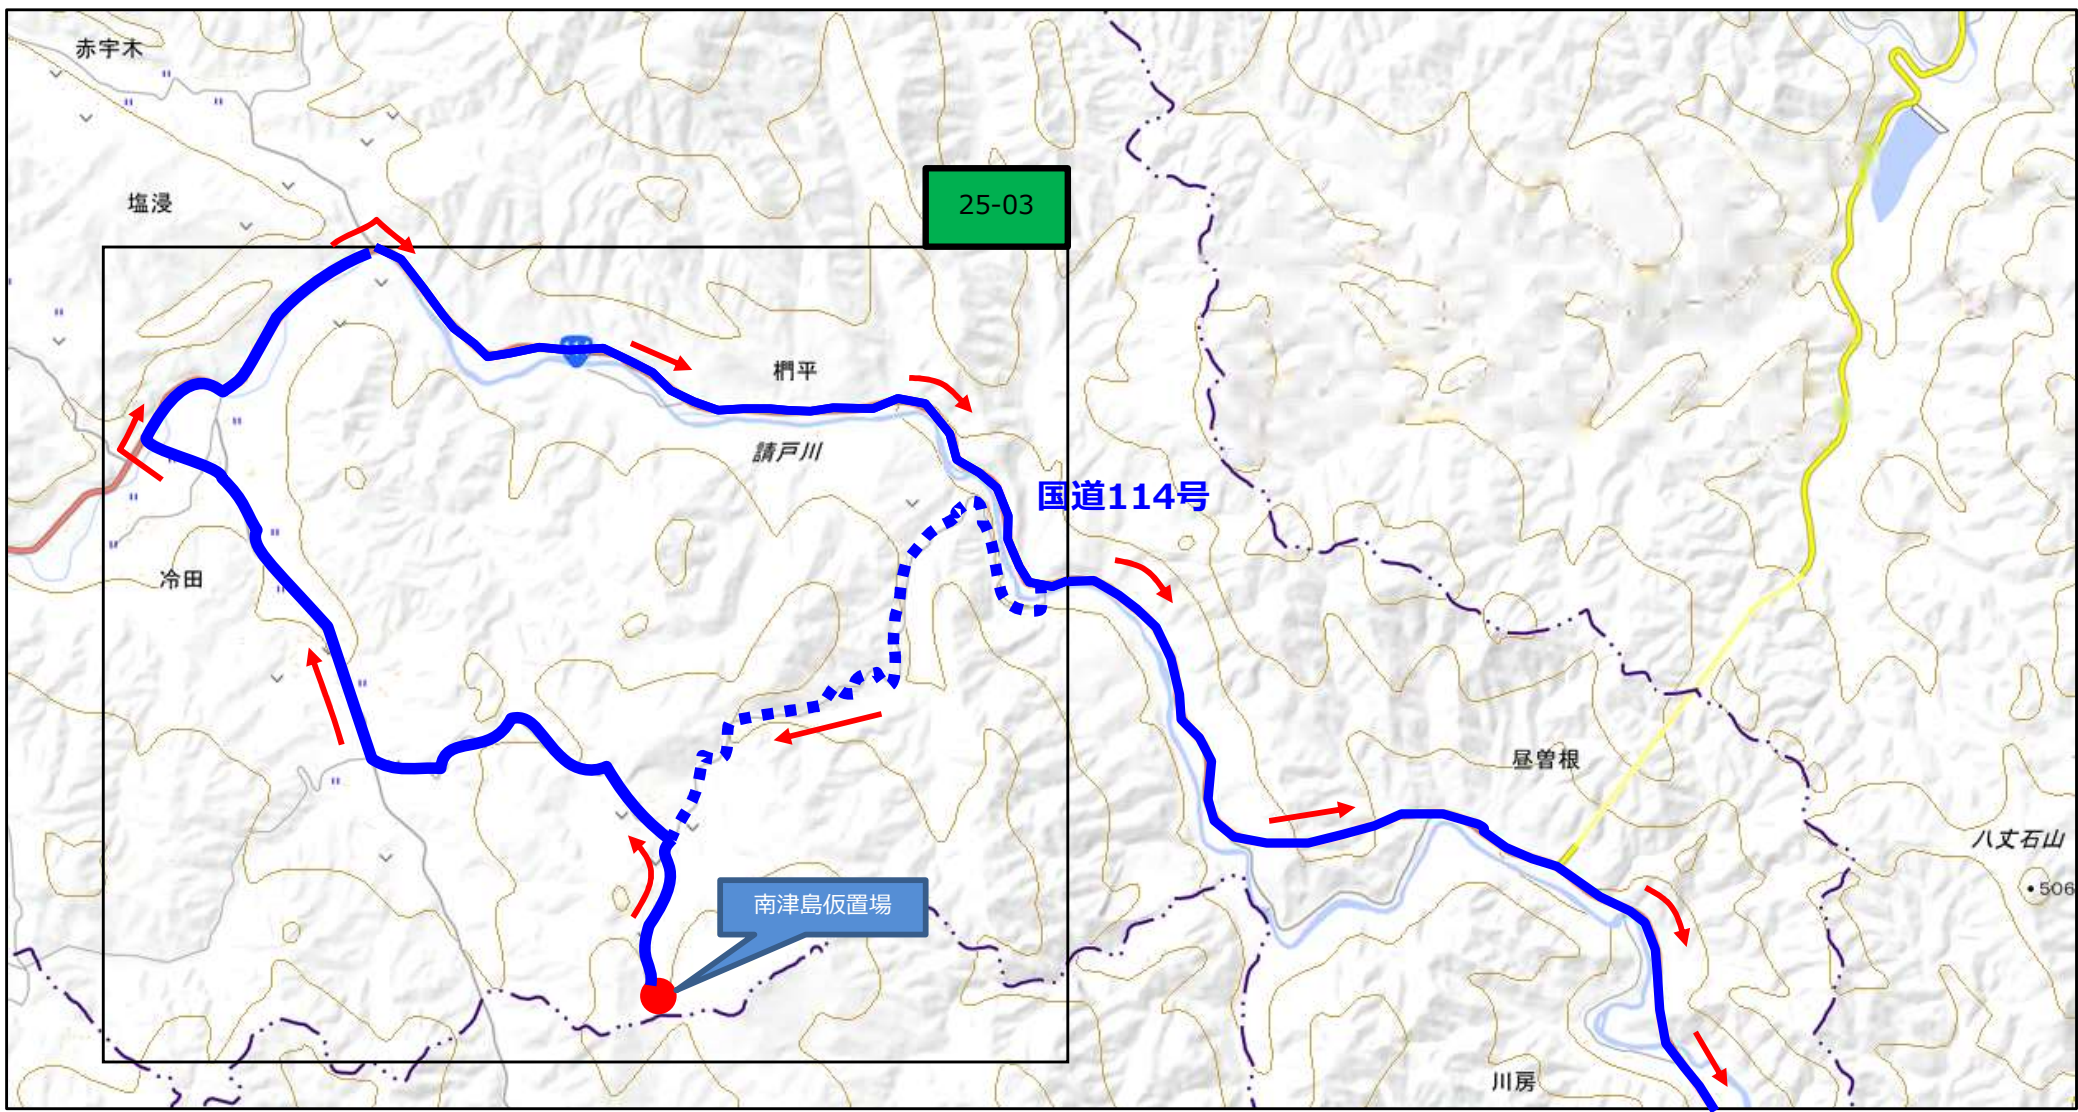 赤宇木
塩浸
25-03
椚平
請戸川
国道114号
冷田
昼曽根
八丈石山
506
南津島仮置場
川房